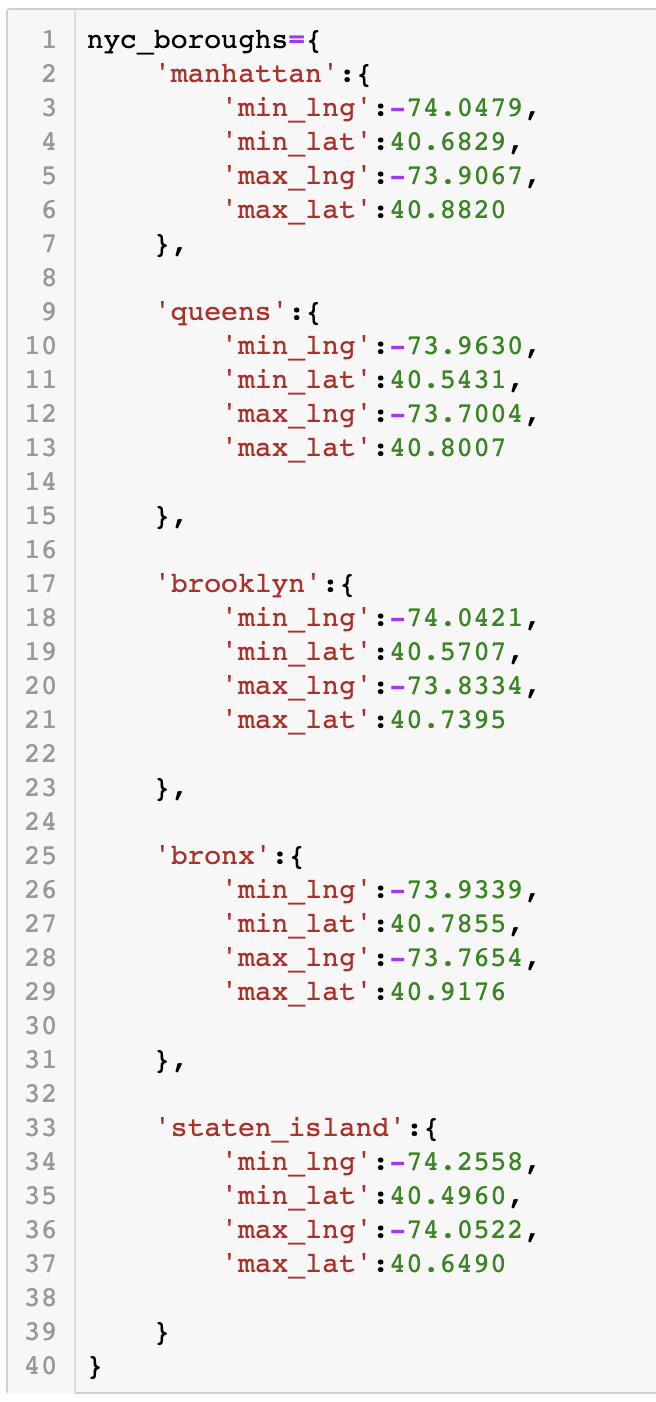 1 nyc_boroughs={
2     'manhattan':{
3         'min_lng':-74.0479,
4         'min_lat':40.6829,
5         'max_lng':-73.9067,
6         'max_lat':40.8820
7     },
8
9     'queens':{
10         'min_lng':-73.9630,
11         'min_lat':40.5431,
12         'max_lng':-73.7004,
13         'max_lat':40.8007
14
15     },
16
17     'brooklyn':{
18         'min_lng':-74.0421,
19         'min_lat':40.5707,
20         'max_lng':-73.8334,
21         'max_lat':40.7395
22
23     },
24
25     'bronx':{
26         'min_lng':-73.9339,
27         'min_lat':40.7855,
28         'max_lng':-73.7654,
29         'max_lat':40.9176
30
31     },
32
33     'staten_island':{
34         'min_lng':-74.2558,
35         'min_lat':40.4960,
36         'max_lng':-74.0522,
37         'max_lat':40.6490
38
39     }
40 }